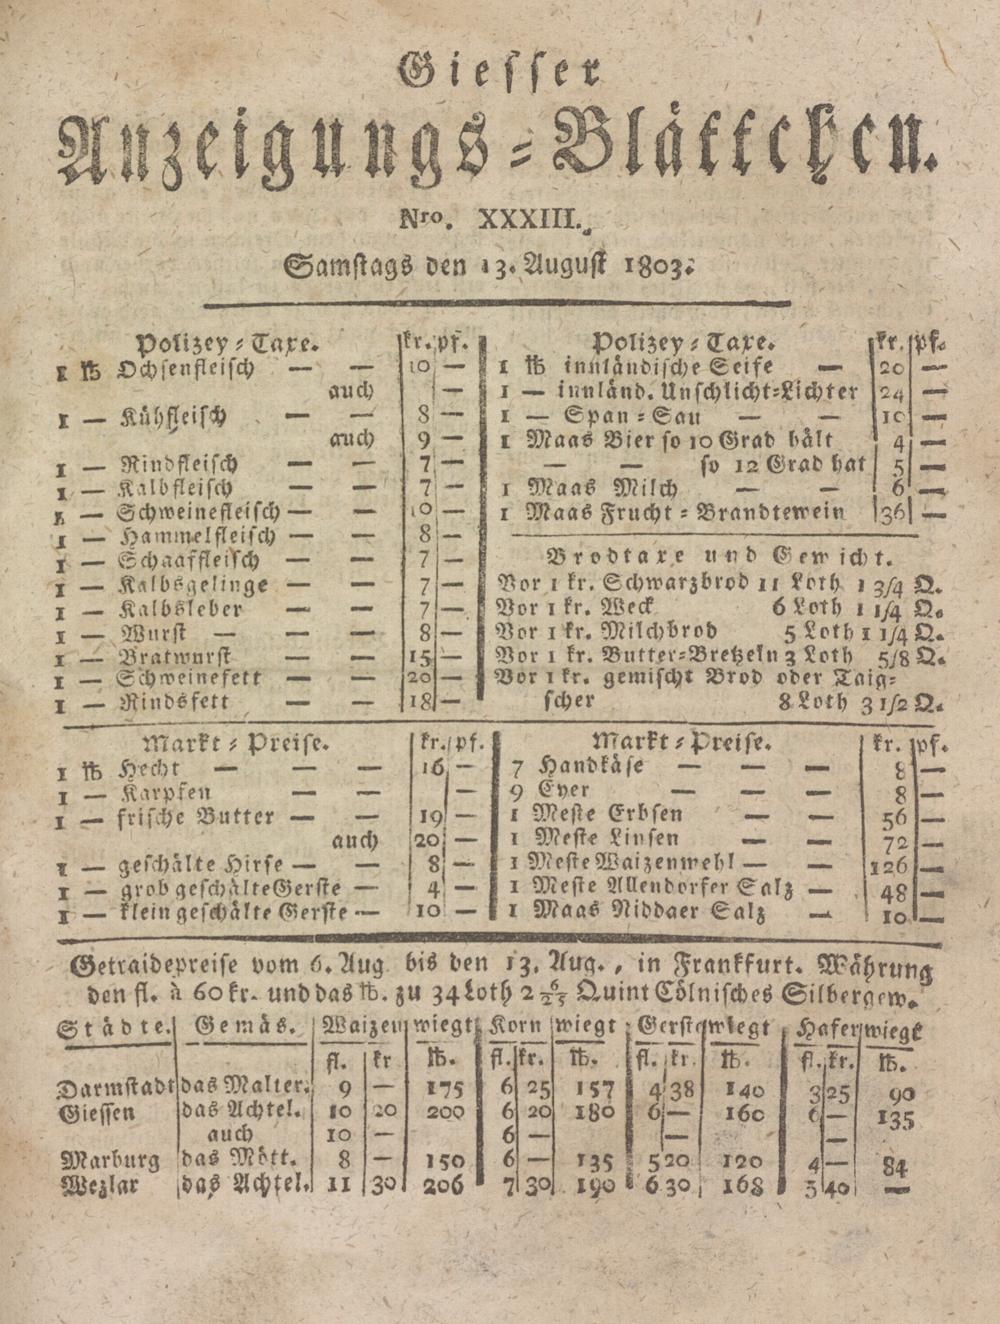 Giesser
Anzeigungs-Blättchen.
Nro. XXXIII.
Samstags den 13. August 1803.
Polizey-Taxe. kr. pf.
1 ℔ Ochsenfleisch — — 10 —
auch —
1 — Kühfleisch — — 8 —
auch 9 —
1 — Rindfleisch — — 7 —
1 — Kalbfleisch — — 7 —
1 — Schweinefleisch — — 10 —
1 — Hammelfleisch — — 8 —
1 — Schaaffleisch — — 7 —
1 — Kalbsgelinge — — 7 —
1 — Kalbsleber — — 7 —
1 — Wurst — — — 8 —
1 — Bratwurst — — 15 —
1 — Schweinefett — — 20 —
1 — Rindsfett — — 18 —
Polizey-Taxe. kr. pf.
1 ℔ innländische Seife — 20 —
1 — innländ. Unschlicht-Lichter 24 —
1 — Span-Sau — — 10 —
1 Maas Bier so 10 Grad hält 4 —
— — so 12 Grad hat 5 —
1 Maas Milch — — 6 —
1 Maas Frucht-Brandtewein 36 —
Brodtaxe und Gewicht.
Vor 1 kr. Schwarzbrod 11 Loth 1 3/4 Q.
Vor 1 kr. Weck 6 Loth 1 1/4 Q.
Vor 1 kr. Milchbrod 5 Loth 1 1/4 Q.
Vor 1 kr. Butter-Bretzeln 3 Loth 5/8 Q.
Vor 1 kr. gemischt Brod oder Taig-
scher 8 Loth 3 1/2 Q.
Markt-Preise. kr. pf.
1 ℔ Hecht — — — 16 —
1 — Karpfen — — —
1 — frische Butter — — 19 —
auch 20 —
1 — geschälte Hirse — — 8 —
1 — grob geschälte Gerste — 4 —
1 — klein geschälte Gerste — 10 —
Markt-Preise. kr. pf.
7 Handkäse — — — 8 —
9 Eyer — — — 8 —
1 Meste Erbsen — — 56 —
1 Meste Linsen — — 72 —
1 Meste Waizenmehl — — 126 —
1 Meste Allendorfer Salz — 48 —
1 Maas Niddaer Salz — 10 —
Getraidepreise vom 6. Aug. bis den 13. Aug., in Frankfurt. Währung
den fl. à 60 kr. und das ℔. zu 34 Loth 2 6/25 Quint Cölnisches Silbergew.
Städte. Gemäs. Waizen wiegt Korn wiegt Gerste wiegt Hafer wiegt
fl. kr ℔. fl. kr. ℔. fl. kr. ℔. fl. kr. ℔.
Darmstadt das Malter. 9 — 175 6 25 157 4 38 140 3 25 90
Giessen das Achtel. 10 20 200 6 20 180 6 — 160 6 — 135
auch 10 — 6 — — —
Marburg das Mött. 8 — 150 6 — 135 5 20 120 4 — 84
Wezlar das Achtel. 11 30 206 7 30 190 6 30 168 5 40 —